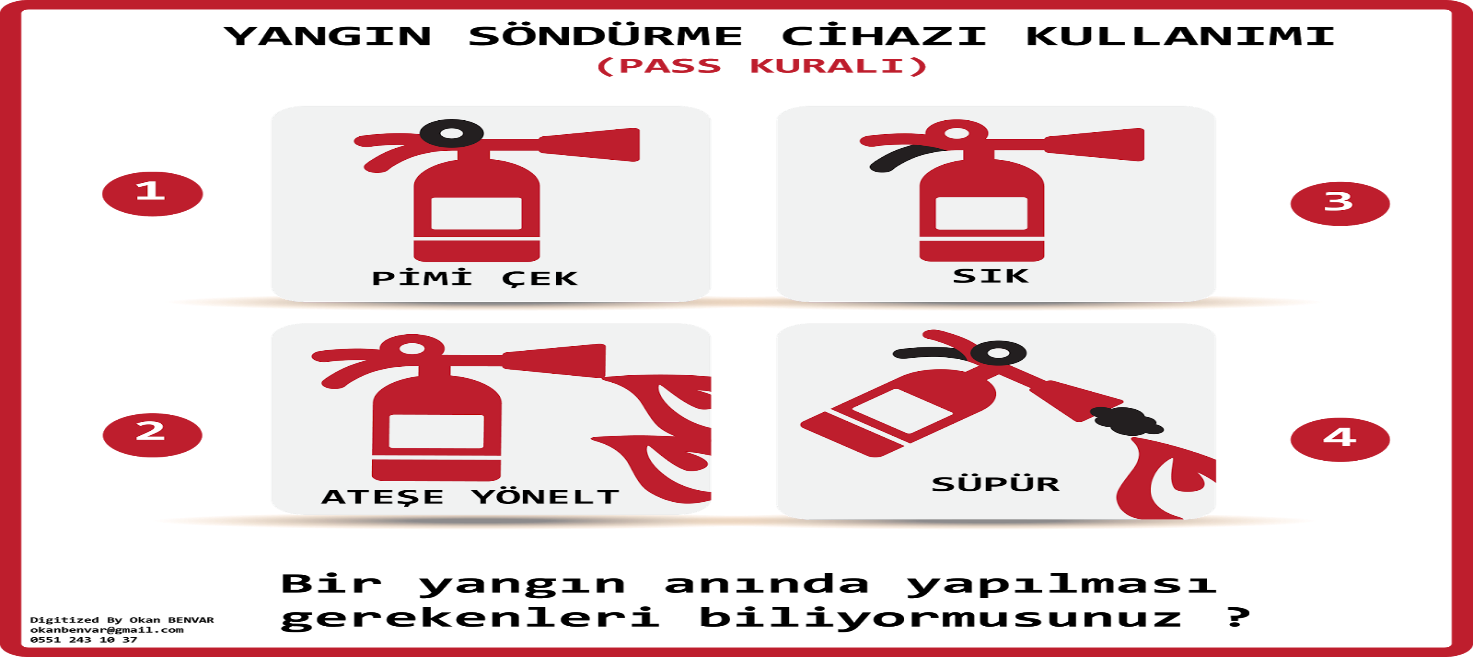 YANGIN SÖNDÜRME CİHAZI KULLANIMI
(PASS KURALI)
1
PİMİ ÇEK
2
ATEŞE YÖNELT
3
SIK
4
SÜPÜR
Bir yangın anında yapılması
gerekenleri biliyormusunuz ?
Digitized By Okan BENVAR
okanbenvar@gmail.com
0551 243 10 37